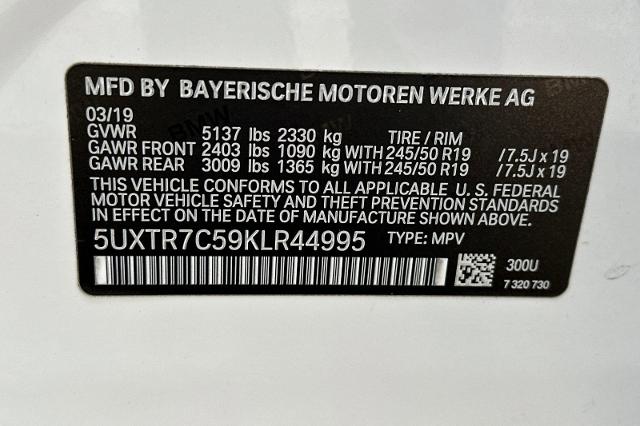 MFD BY BAYERISCHE MOTOREN WERKE AG
03/19
GVWR 5137 lbs 2330 kg TIRE / RIM
GAWR FRONT 2403 lbs 1090 kg WITH 245/50 R19 / 7.5J x 19
GAWR REAR 3009 lbs 1365 kg WITH 245/50 R19 / 7.5J x 19
THIS VEHICLE CONFORMS TO ALL APPLICABLE U.S. FEDERAL
MOTOR VEHICLE SAFETY AND THEFT PREVENTION STANDARDS
IN EFFECT ON THE DATE OF MANUFACTURE SHOWN ABOVE.
5UXTR7C59KLR44995 TYPE: MPV
300U
7 320 730